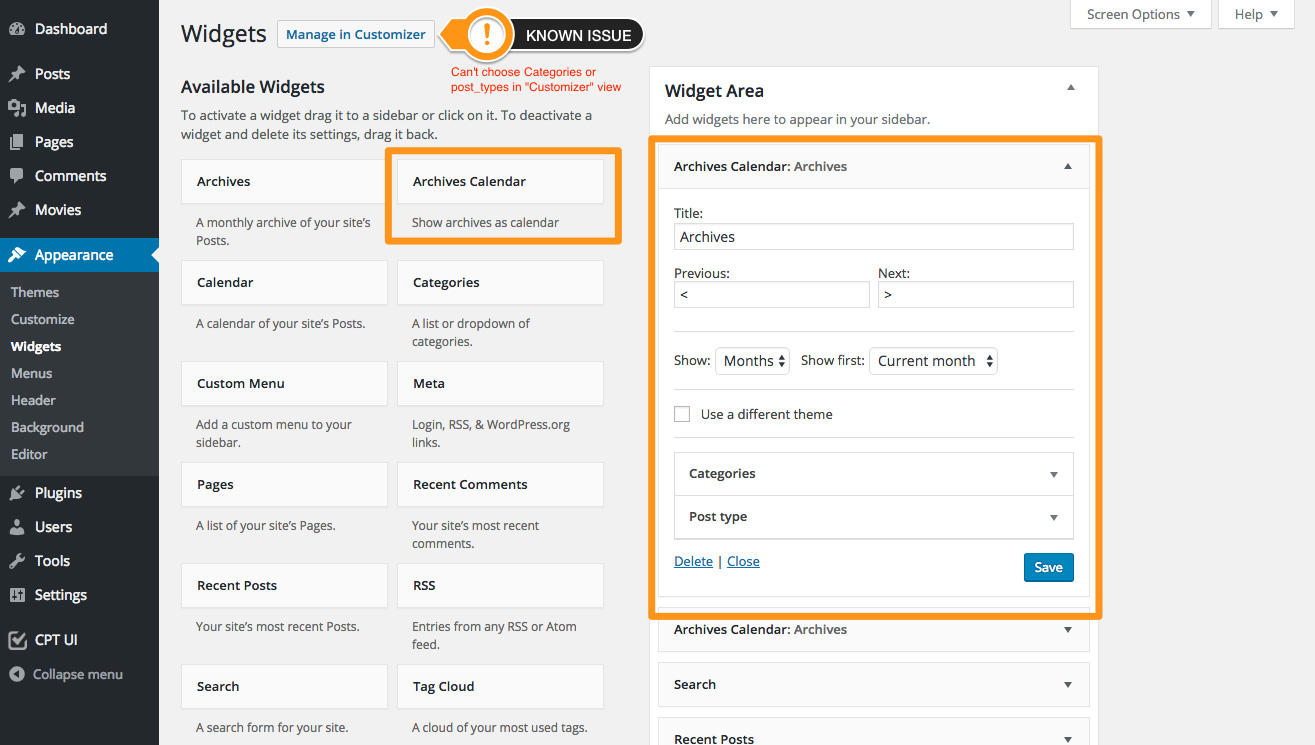 Dashboard
Posts
Media
Pages
Comments
Movies
Appearance
Themes
Customize
Widgets
Menus
Header
Background
Editor
Plugins
Users
Tools
Settings
CPT UI
Collapse menu
Screen Options
Help
Widgets
Manage in Customizer
!
KNOWN ISSUE
Can't choose Categories or
post_types in "Customizer" view
Available Widgets
To activate a widget drag it to a sidebar or click on it. To deactivate a
widget and delete its settings, drag it back.
Archives
A monthly archive of your site’s
Posts.
Archives Calendar
Show archives as calendar
Calendar
A calendar of your site’s Posts.
Categories
A list or dropdown of
categories.
Custom Menu
Add a custom menu to your
sidebar.
Meta
Login, RSS, & WordPress.org
links.
Pages
A list of your site’s Pages.
Recent Comments
Your site’s most recent
comments.
Recent Posts
Your site’s most recent Posts.
RSS
Entries from any RSS or Atom
feed.
Search
A search form for your site.
Tag Cloud
A cloud of your most used tags.
Widget Area
Add widgets here to appear in your sidebar.
Archives Calendar: Archives
Title:
Archives
Previous: Next:
< >
Show: Months Show first: Current month
Use a different theme
Categories
Post type
Delete | Close Save
Archives Calendar: Archives
Search
Recent Posts